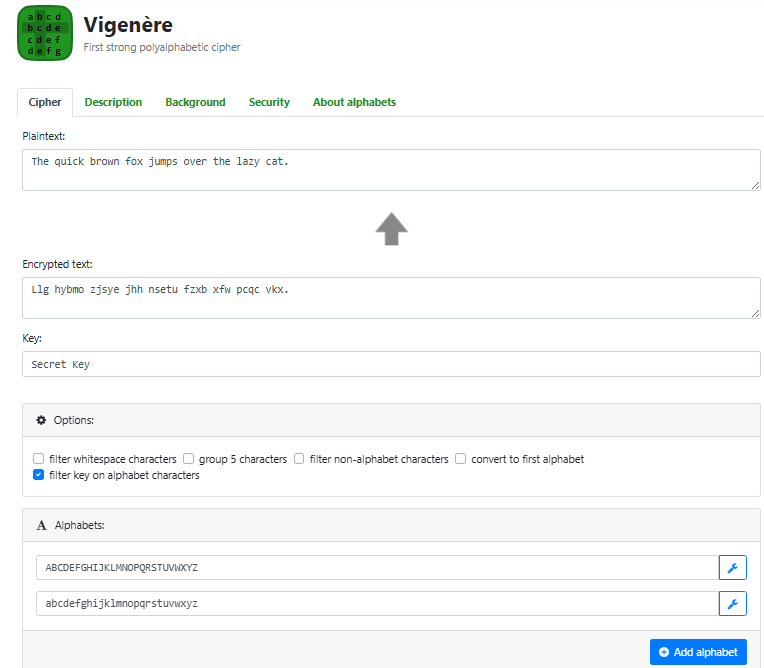 a b c d
b c d e
c d e f
d e f g
Vigenère
First strong polyalphabetic cipher
Cipher Description Background Security About alphabets
Plaintext:
The quick brown fox jumps over the lazy cat.
Encrypted text:
Llg hybmo zjsye jhh nsetu fzxb xfw pcqc vkx.
Key:
Secret Key
Options:
filter whitespace characters group 5 characters filter non-alphabet characters convert to first alphabet
filter key on alphabet characters
A Alphabets:
ABCDEFGHIJKLMNOPQRSTUVWXYZ
abcdefghijklmnopqrstuvwxyz
Add alphabet